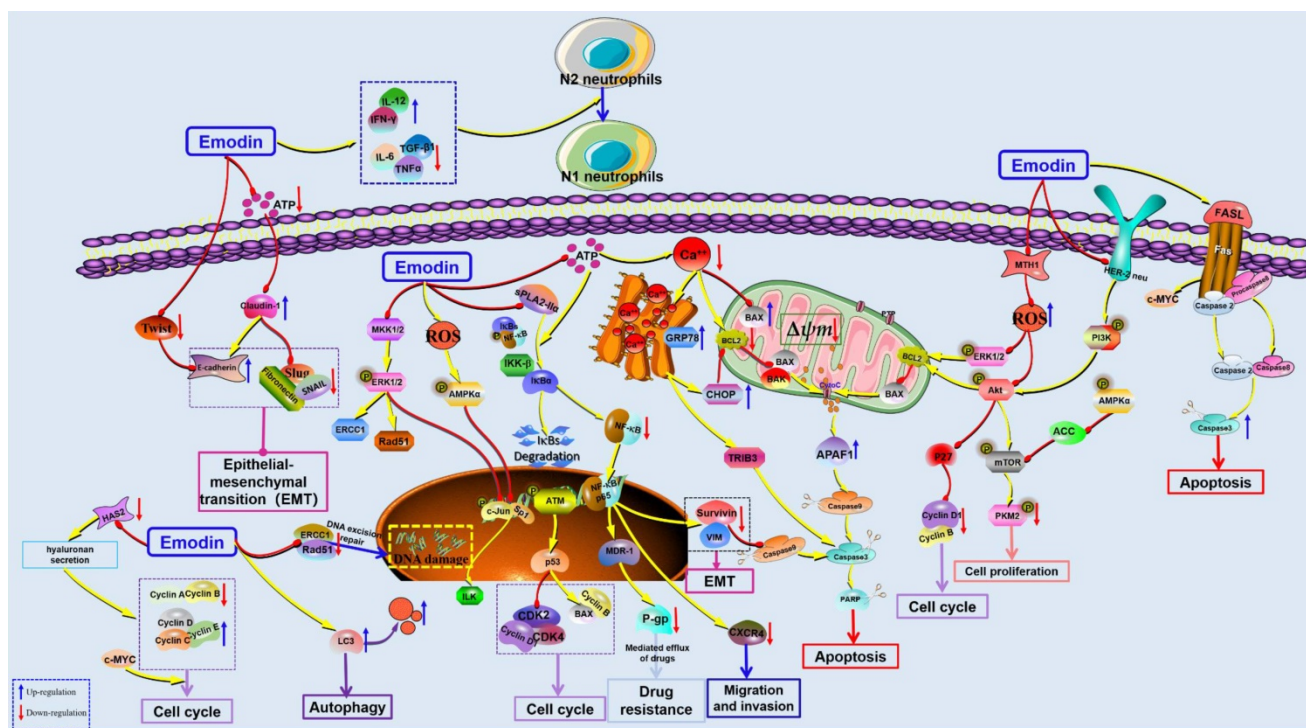 N2 neutrophils
N1 neutrophils
Emodin
IL-12
IFN-γ
IL-6
TGF-β1
TNFα
ATP
Claudin-1
Twist
E-cadherin
Slug
Fibronectin
SNAIL
Epithelial-
mesenchymal
transition (EMT)
Emodin
ATP
sPLA2-IIα
MKK1/2
ROS
IκBs
P
NF-κB
IKK-β
IκBα
P
ERK1/2
P
AMPKα
ERCC1
Rad51
IκBs
Degradation
NF-κB
Ca⁺⁺
Ca⁺⁺
Ca⁺⁺
Ca⁺⁺
Ca⁺⁺
GRP78
BAX
BCL2
Δψm
BAX
BAK
CytoC
BAX
BCL2
CHOP
TRIB3
APAF1
Caspase9
Caspase9
Caspase3
PARP
Apoptosis
Emodin
MTH1
HER-2 neu
ROS
P
ERK1/2
P
PI3K
P
Akt
P
AMPKα
ACC
P
mTOR
P27
PKM2
Cyclin D1
Cyclin B
Cell proliferation
Cell cycle
FASL
Fas
c-MYC
Procaspase8
Caspase 2
Caspase 2
Caspase8
Caspase3
Apoptosis
HAS2
hyaluronan
secretion
Emodin
ERCC1
Rad51
DNA excision
repair
DNA damage
P
c-Jun
P
Sp1
P
ATM
NF-κB
p65
Survivin
VIM
EMT
MDR-1
p53
ILK
Cyclin B
BAX
CDK2
CDK4
Cyclin D1
Cell cycle
P-gp
Mediated efflux
of drugs
Drug
resistance
CXCR4
Migration
and invasion
Cyclin A
Cyclin B
Cyclin D
Cyclin E
Cyclin C
c-MYC
Cell cycle
LC3
Autophagy
Up-regulation
Down-regulation